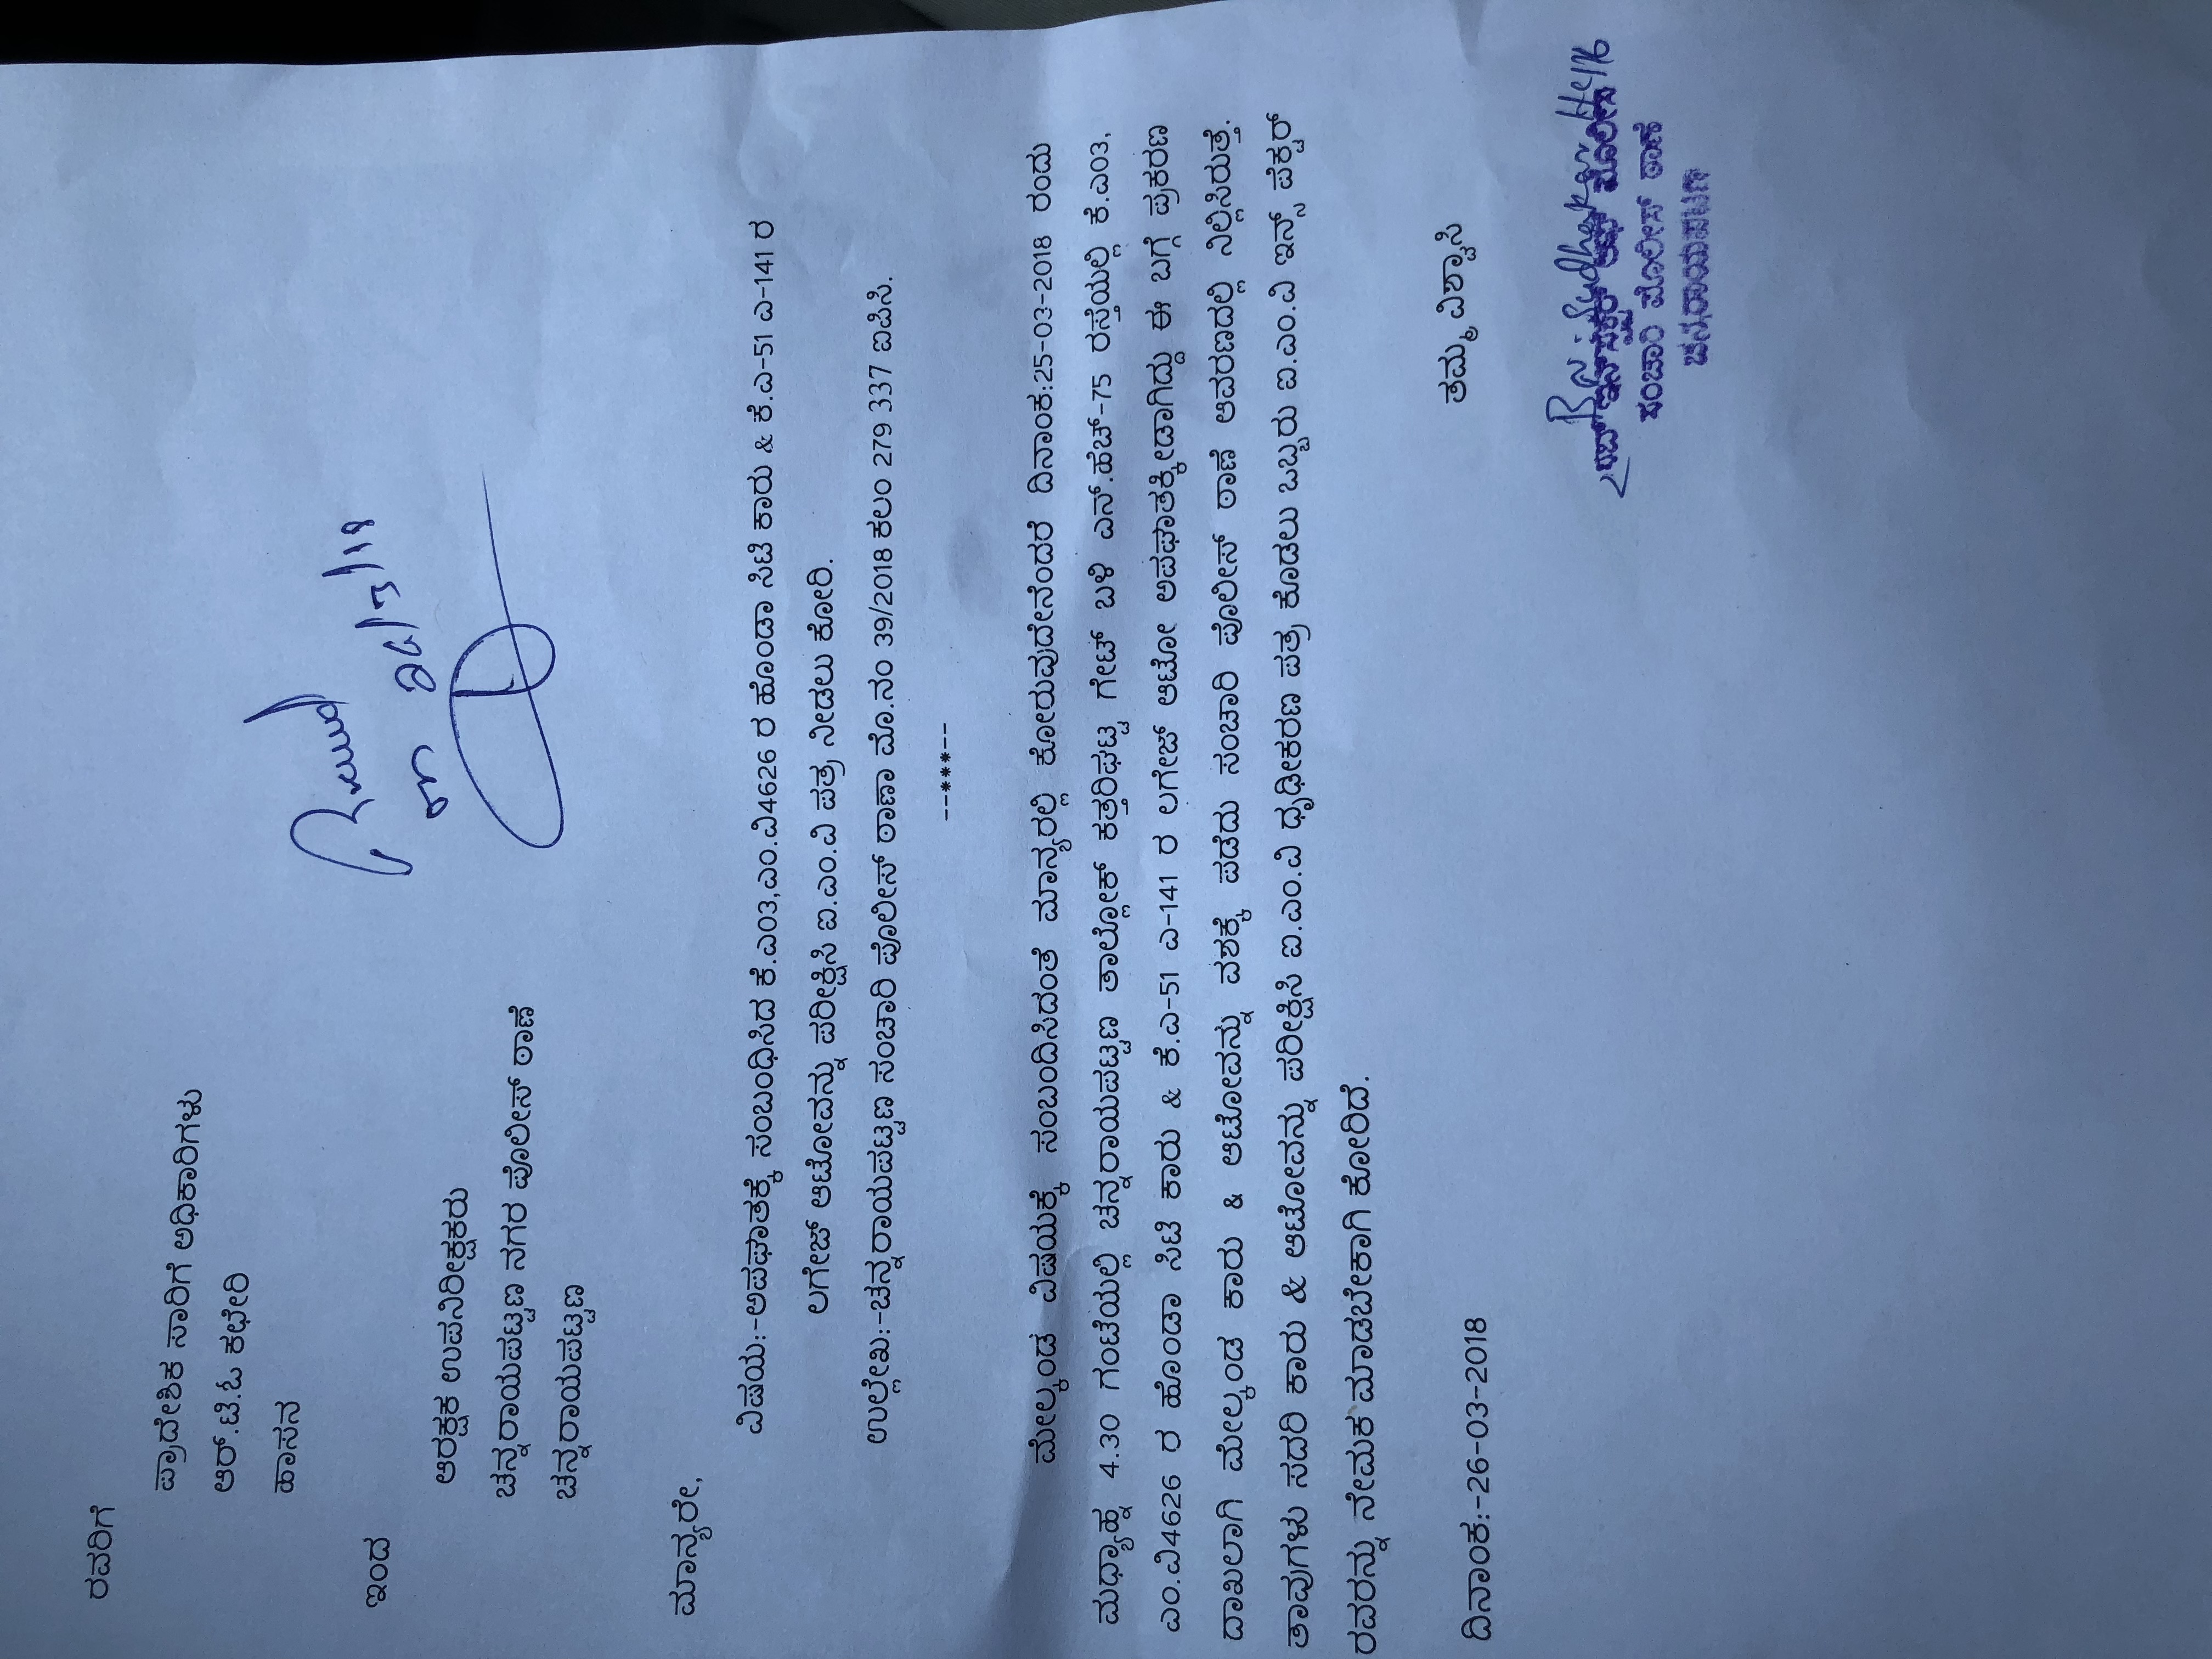 ರವರಿಗೆ
ಪ್ರಾದೇಶಿಕ ಸಾರಿಗೆ ಅಧಿಕಾರಿಗಳು
ಆರ್.ಟಿ.ಓ ಕಛೇರಿ
ಹಾಸನ
on 26/3/18
ಇಂದ
ಆರಕ್ಷಕ ಉಪನಿರೀಕ್ಷಕರು
ಚನ್ನರಾಯಪಟ್ಟಣ ನಗರ ಪೊಲೀಸ್ ಠಾಣೆ
ಚನ್ನರಾಯಪಟ್ಟಣ
ಮಾನ್ಯರೇ,
ವಿಷಯ:-ಅಪಘಾತಕ್ಕೆ ಸಂಬಂಧಿಸಿದ ಕೆ.ಎ03,ಎಂ.ವಿ4626 ರ ಹೊಂಡಾ ಸಿಟಿ ಕಾರು & ಕೆ.ಎ-51 ಎ-141 ರ
ಲಗೇಜ್ ಆಟೋವನ್ನು ಪರೀಕ್ಷಿಸಿ ಐ.ಎಂ.ವಿ ಪತ್ರ ನೀಡಲು ಕೋರಿ.
ಉಲ್ಲೇಖ:-ಚನ್ನರಾಯಪಟ್ಟಣ ಸಂಚಾರಿ ಪೊಲೀಸ್ ಠಾಣಾ ಮೊ.ನಂ 39/2018 ಕಲಂ 279 337 ಐಪಿಸಿ.
--***--
ಮೇಲ್ಕಂಡ ವಿಷಯಕ್ಕೆ ಸಂಬಂದಿಸಿದಂತೆ ಮಾನ್ಯರಲ್ಲಿ ಕೋರುವುದೇನೆಂದರೆ ದಿನಾಂಕ:25-03-2018 ರಂದು
ಮಧ್ಯಾಹ್ನ 4.30 ಗಂಟೆಯಲ್ಲಿ ಚನ್ನರಾಯಪಟ್ಟಣ ತಾಲ್ಲೋಕ್ ಕತ್ತರಿಘಟ್ಟ ಗೇಟ್ ಬಳಿ ಎನ್.ಹೆಚ್-75 ರಸ್ತೆಯಲ್ಲಿ ಕೆ.ಎ03,
ಎಂ.ವಿ4626 ರ ಹೊಂಡಾ ಸಿಟಿ ಕಾರು & ಕೆ.ಎ-51 ಎ-141 ರ ಲಗೇಜ್ ಆಟೋ ಅಪಘಾತಕ್ಕೀಡಾಗಿದ್ದು ಈ ಬಗ್ಗೆ ಪ್ರಕರಣ
ದಾಖಲಾಗಿ ಮೇಲ್ಕಂಡ ಕಾರು & ಆಟೋವನ್ನು ವಶಕ್ಕೆ ಪಡೆದು ಸಂಚಾರಿ ಪೊಲೀಸ್ ಠಾಣೆ ಆವರಣದಲ್ಲಿ ನಿಲ್ಲಿಸಿರುತ್ತೆ.
ತಾವುಗಳು ಸದರಿ ಕಾರು & ಆಟೋವನ್ನು ಪರೀಕ್ಷಿಸಿ ಐ.ಎಂ.ವಿ ಧೃಢೀಕರಣ ಪತ್ರ ಕೊಡಲು ಒಬ್ಬರು ಐ.ಎಂ.ವಿ ಇನ್ಸ್ ಪೆಕ್ಟರ್
ರವರನ್ನು ನೇಮಕ ಮಾಡಬೇಕಾಗಿ ಕೋರಿದೆ.
ತಮ್ಮ ವಿಶ್ವಾಸಿ
ದಿನಾಂಕ:-26-03-2018
B.N. Sudhakar
ಸಬ್ ಇನ್‌ಸ್ಪೆಕ್ಟರ್ ಆಫ್ ಪೊಲೀಸ್
ಸಂಚಾರಿ ಪೊಲೀಸ್ ಠಾಣೆ
ಚನ್ನರಾಯಪಟ್ಟಣ